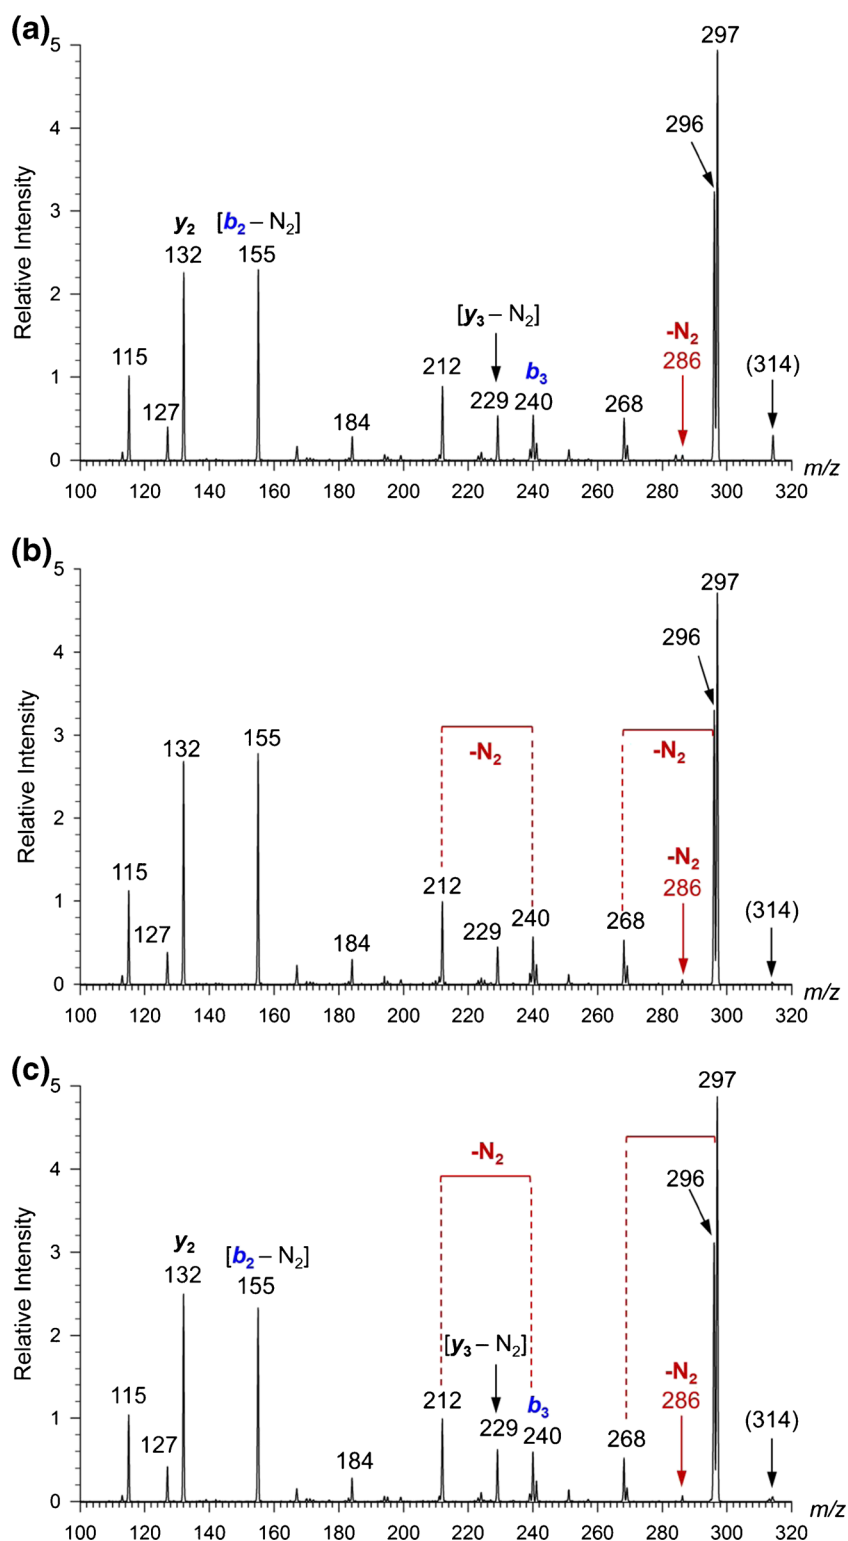 (a)
5
297
4
296
Relative Intensity
3
y2 [b2 – N2]
132 155
2
[y3 – N2]
-N2
115 212 b3 286 (314)
1
127 184 229 240 268
0
100 120 140 160 180 200 220 240 260 280 300 320 m/z
(b)
5
297
4
296
Relative Intensity
3
132 155 -N2 -N2
2
-N2
115 212 286 (314)
1
127 184 229 240 268
0
100 120 140 160 180 200 220 240 260 280 300 320 m/z
(c)
5
297
4
-N2
296
Relative Intensity
3
y2 [b2 – N2]
132 155
2
[y3 – N2]
-N2
115 212 b3 286 (314)
1
127 184 229 240 268
0
100 120 140 160 180 200 220 240 260 280 300 320 m/z